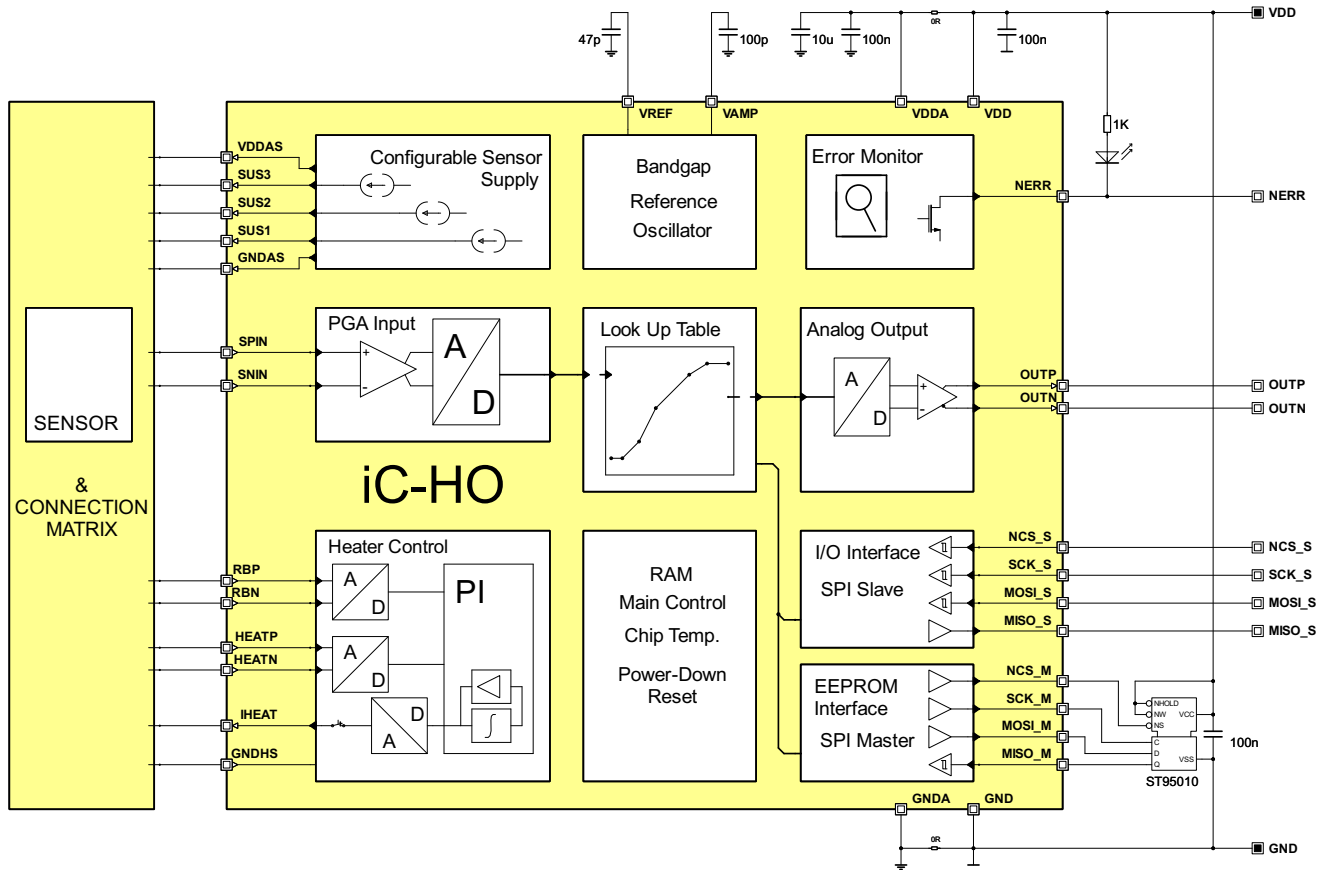 VDD
47p
100p
10u
100n
0R
100n
VREF
VAMP
VDDA
VDD
1K
VDDAS
SUS3
SUS2
SUS1
GNDAS
Configurable Sensor
Supply
Bandgap
Reference
Oscillator
Error Monitor
NERR
NERR
SENSOR
&
CONNECTION
MATRIX
SPIN
SNIN
PGA Input
+
-
A
D
Look Up Table
Analog Output
A
D
+
-
OUTP
OUTN
OUTP
OUTN
iC-HO
RBP
RBN
HEATP
HEATN
IHEAT
GNDHS
Heater Control
A
D
PI
A
D
D
A
∫
RAM
Main Control
Chip Temp.
Power-Down
Reset
I/O Interface
SPI Slave
NCS_S
SCK_S
MOSI_S
MISO_S
NCS_S
SCK_S
MOSI_S
MISO_S
EEPROM
Interface
SPI Master
NCS_M
SCK_M
MOSI_M
MISO_M
NHOLD
NW
VCC
NS
C
D
VSS
Q
ST95010
100n
GNDA
GND
0R
GND